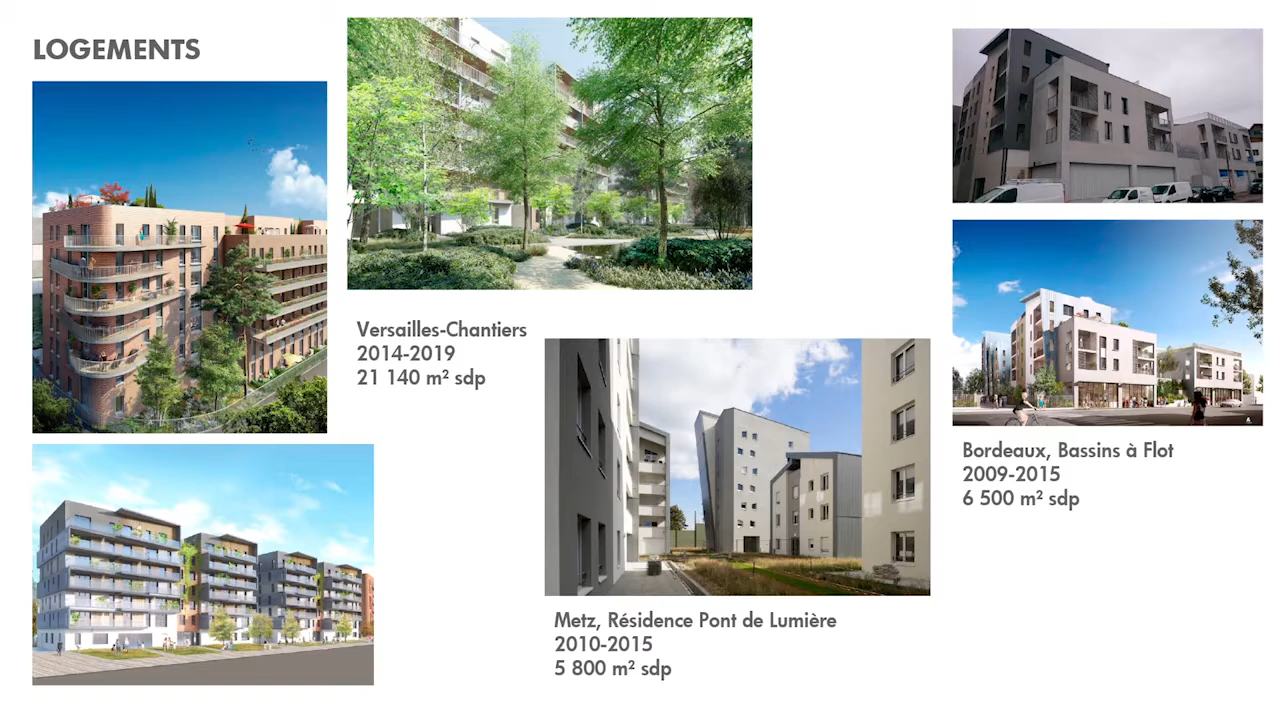 LOGEMENTS
Versailles-Chantiers
2014-2019
21 140 m² sdp
Metz, Résidence Pont de Lumière
2010-2015
5 800 m² sdp
Bordeaux, Bassins à Flot
2009-2015
6 500 m² sdp